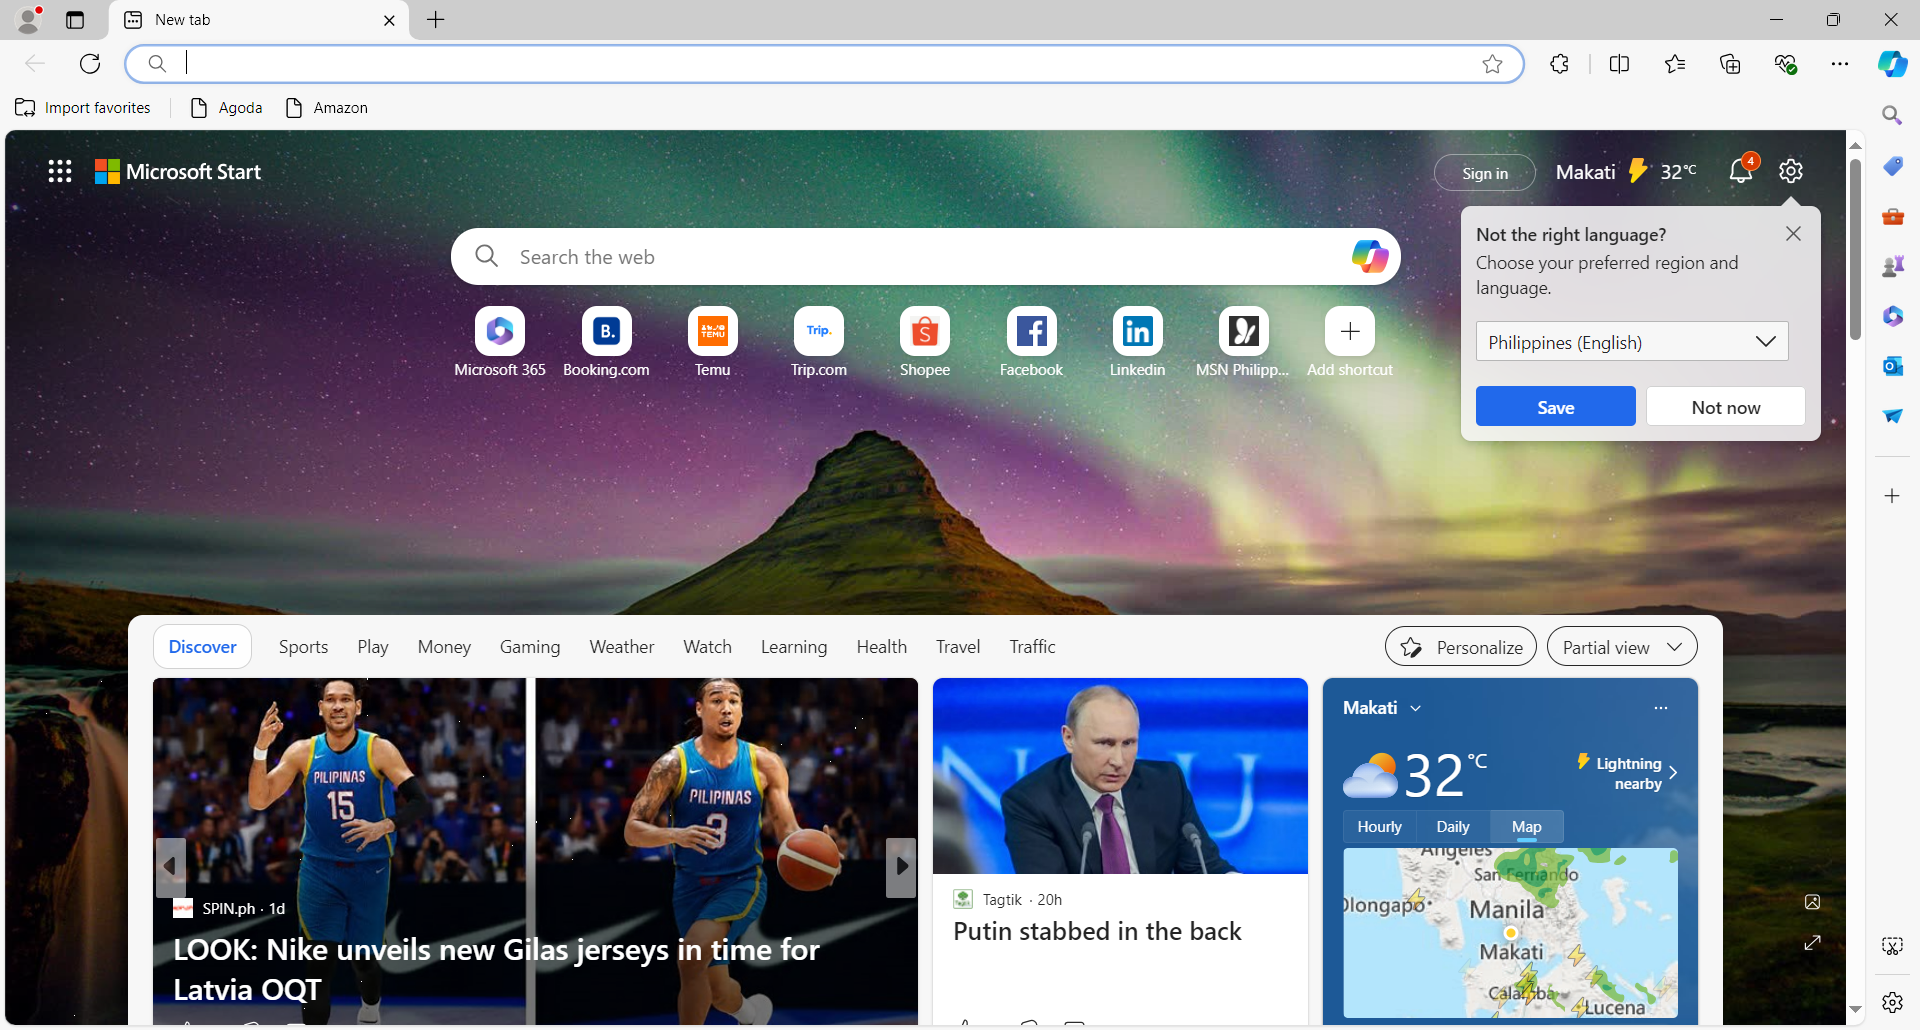 New tab
Import favorites
Agoda
Amazon
Microsoft Start
Sign in
Makati
32°C
4
Not the right language?
Choose your preferred region and
language.
Philippines (English)
Save
Not now
Search the web
B.
TEMU
Trip.
Microsoft 365
Booking.com
Temu
Trip.com
Shopee
Facebook
Linkedin
MSN Philipp...
Add shortcut
Discover
Sports
Play
Money
Gaming
Weather
Watch
Learning
Health
Travel
Traffic
Personalize
Partial view
PILIPINAS
15
PILIPINAS
3
SPIN.ph · 1d
LOOK: Nike unveils new Gilas jerseys in time for
Latvia OQT
Tagtik · 20h
Putin stabbed in the back
Makati
32°C
Lightning
nearby
Hourly
Daily
Map
Angeles
San Fernando
Olongapo
Manila
Makati
Calamba
Lucena